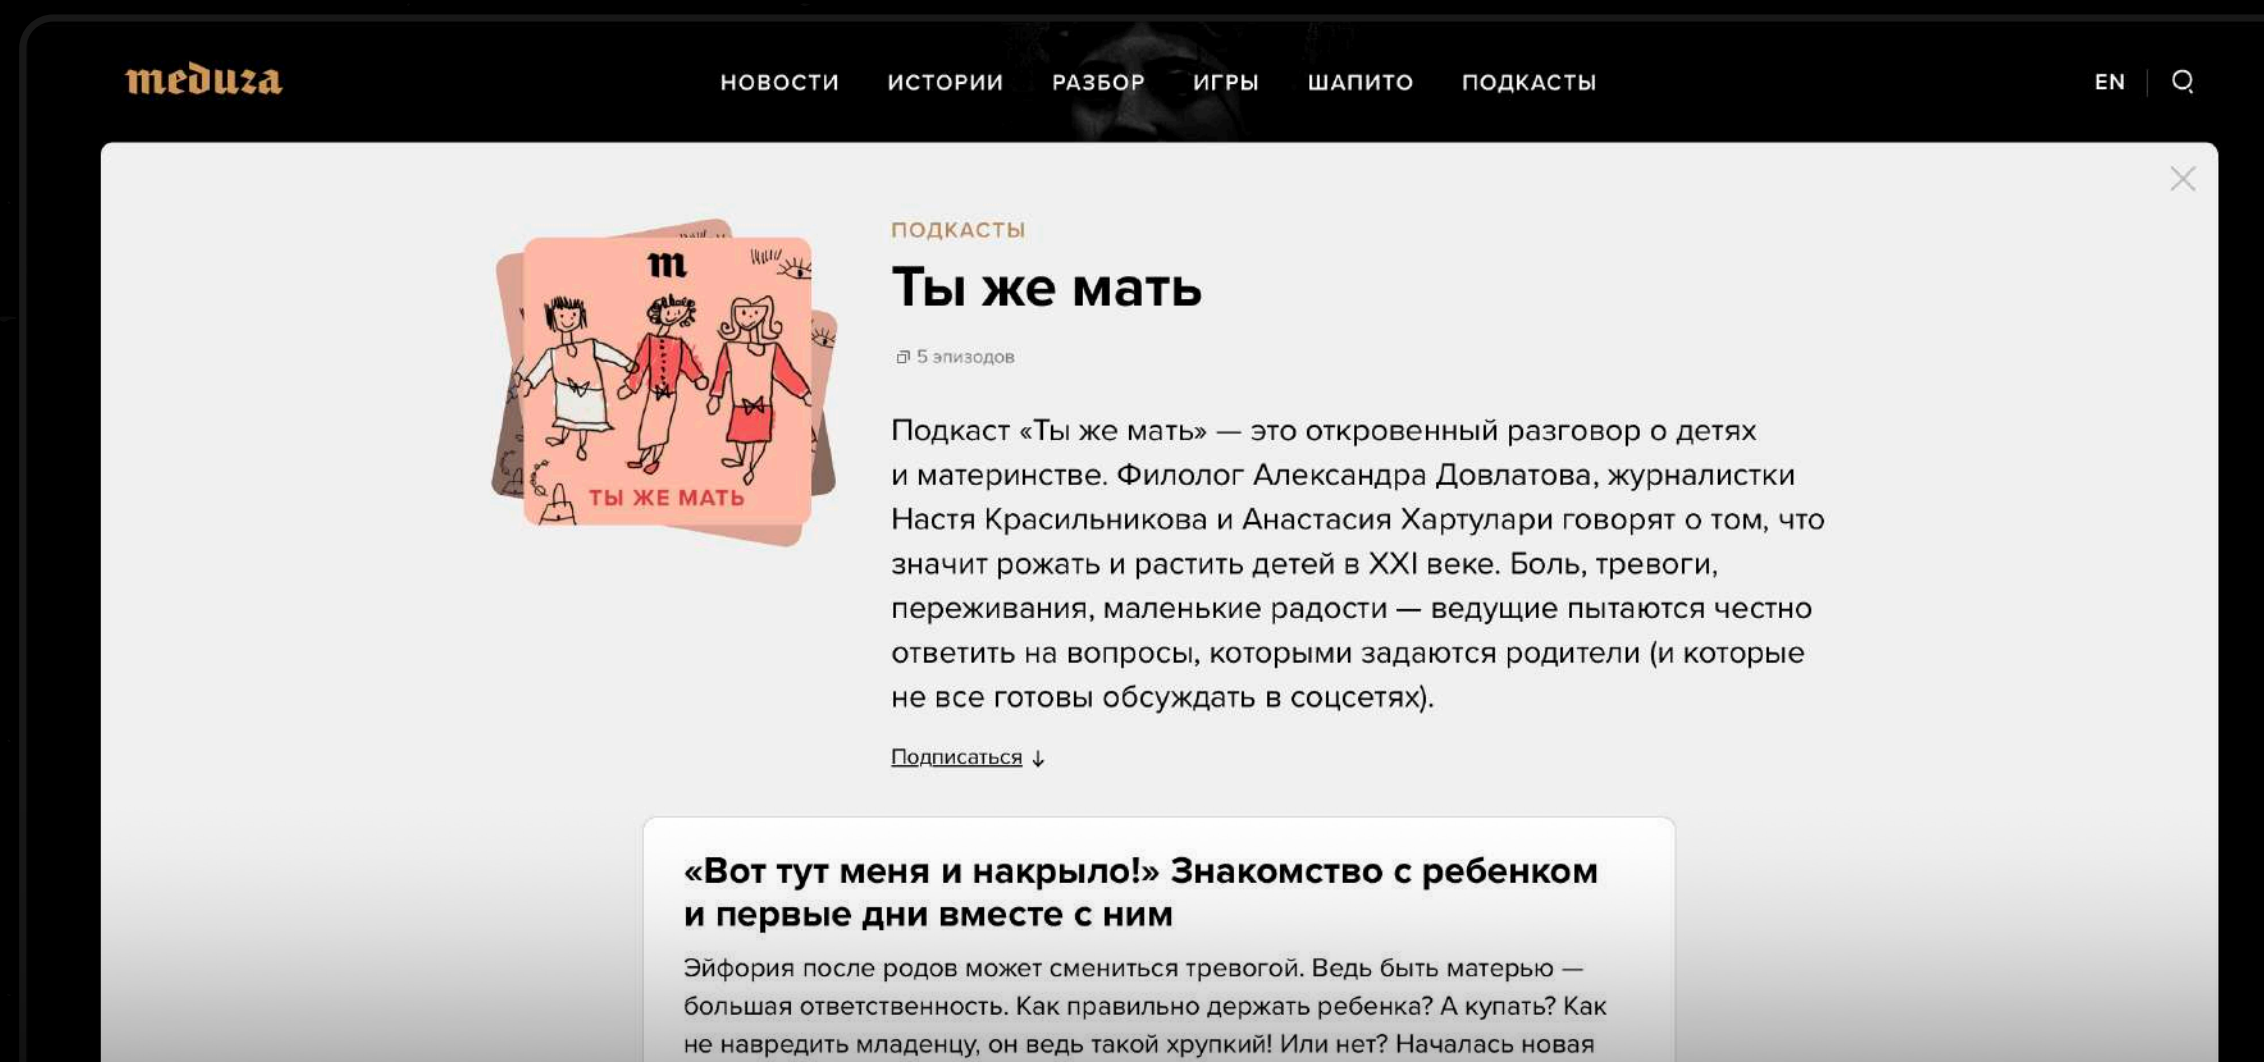 meduza
НОВОСТИ ИСТОРИИ РАЗБОР ИГРЫ ШАПИТО ПОДКАСТЫ
EN
m
ТЫ ЖЕ МАТЬ
ПОДКАСТЫ
Ты же мать
5 эпизодов
Подкаст «Ты же мать» — это откровенный разговор о детях
и материнстве. Филолог Александра Довлатова, журналистки
Настя Красильникова и Анастасия Хартулари говорят о том, что
значит рожать и растить детей в XXI веке. Боль, тревоги,
переживания, маленькие радости — ведущие пытаются честно
ответить на вопросы, которыми задаются родители (и которые
не все готовы обсуждать в соцсетях).
Подписаться ↓
«Вот тут меня и накрыло!» Знакомство с ребенком
и первые дни вместе с ним
Эйфория после родов может смениться тревогой. Ведь быть матерью —
большая ответственность. Как правильно держать ребенка? А купать? Как
не навредить младенцу, он ведь такой хрупкий! Или нет? Началась новая